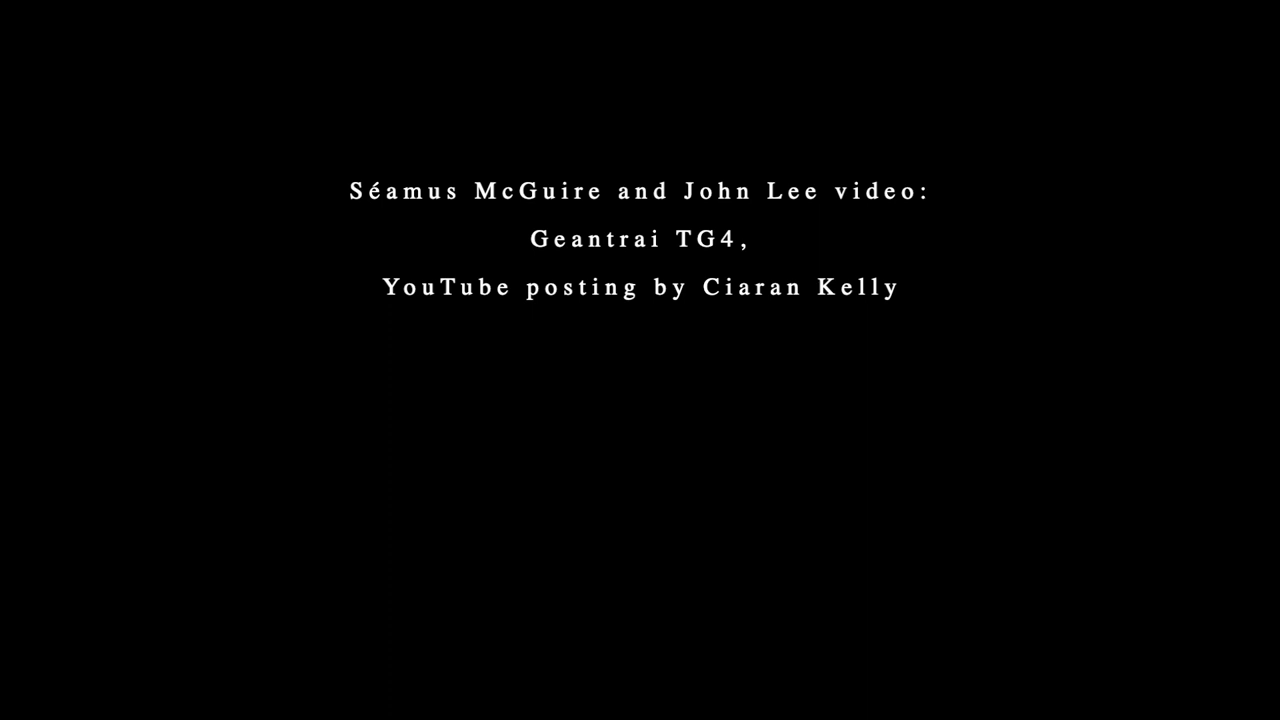 Séamus McGuire and John Lee video:
Geantrai TG4,
YouTube posting by Ciaran Kelly